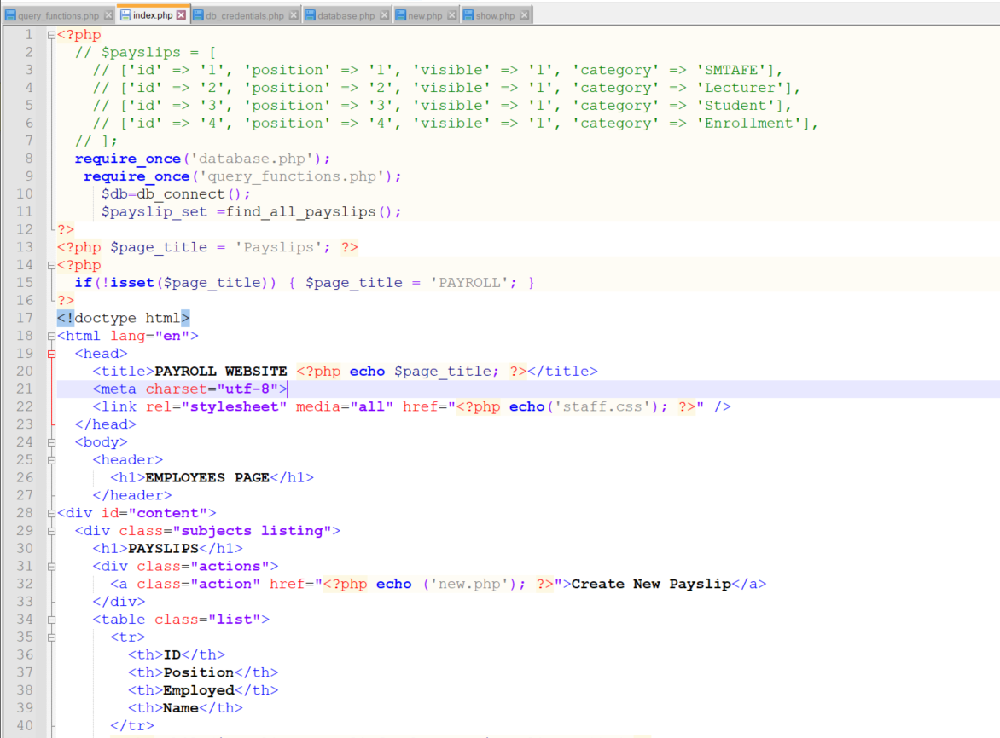 query_functions.php index.php db_credentials.php database.php new.php show.php
1 <?php
2 // $payslips = [
3 // ['id' => '1', 'position' => '1', 'visible' => '1', 'category' => 'SMTAFE'],
4 // ['id' => '2', 'position' => '2', 'visible' => '1', 'category' => 'Lecturer'],
5 // ['id' => '3', 'position' => '3', 'visible' => '1', 'category' => 'Student'],
6 // ['id' => '4', 'position' => '4', 'visible' => '1', 'category' => 'Enrollment'],
7 // ];
8 require_once('database.php');
9 require_once('query_functions.php');
10 $db=db_connect();
11 $payslip_set =find_all_payslips();
12 ?>
13 <?php $page_title = 'Payslips'; ?>
14 <?php
15 if(!isset($page_title)) { $page_title = 'PAYROLL'; }
16 ?>
17 <!doctype html>
18 <html lang="en">
19 <head>
20 <title>PAYROLL WEBSITE <?php echo $page_title; ?></title>
21 <meta charset="utf-8">
22 <link rel="stylesheet" media="all" href="<?php echo('staff.css'); ?>" />
23 </head>
24 <body>
25 <header>
26 <h1>EMPLOYEES PAGE</h1>
27 </header>
28 <div id="content">
29 <div class="subjects listing">
30 <h1>PAYSLIPS</h1>
31 <div class="actions">
32 <a class="action" href="<?php echo ('new.php'); ?>">Create New Payslip</a>
33 </div>
34 <table class="list">
35 <tr>
36 <th>ID</th>
37 <th>Position</th>
38 <th>Employed</th>
39 <th>Name</th>
40 </tr>